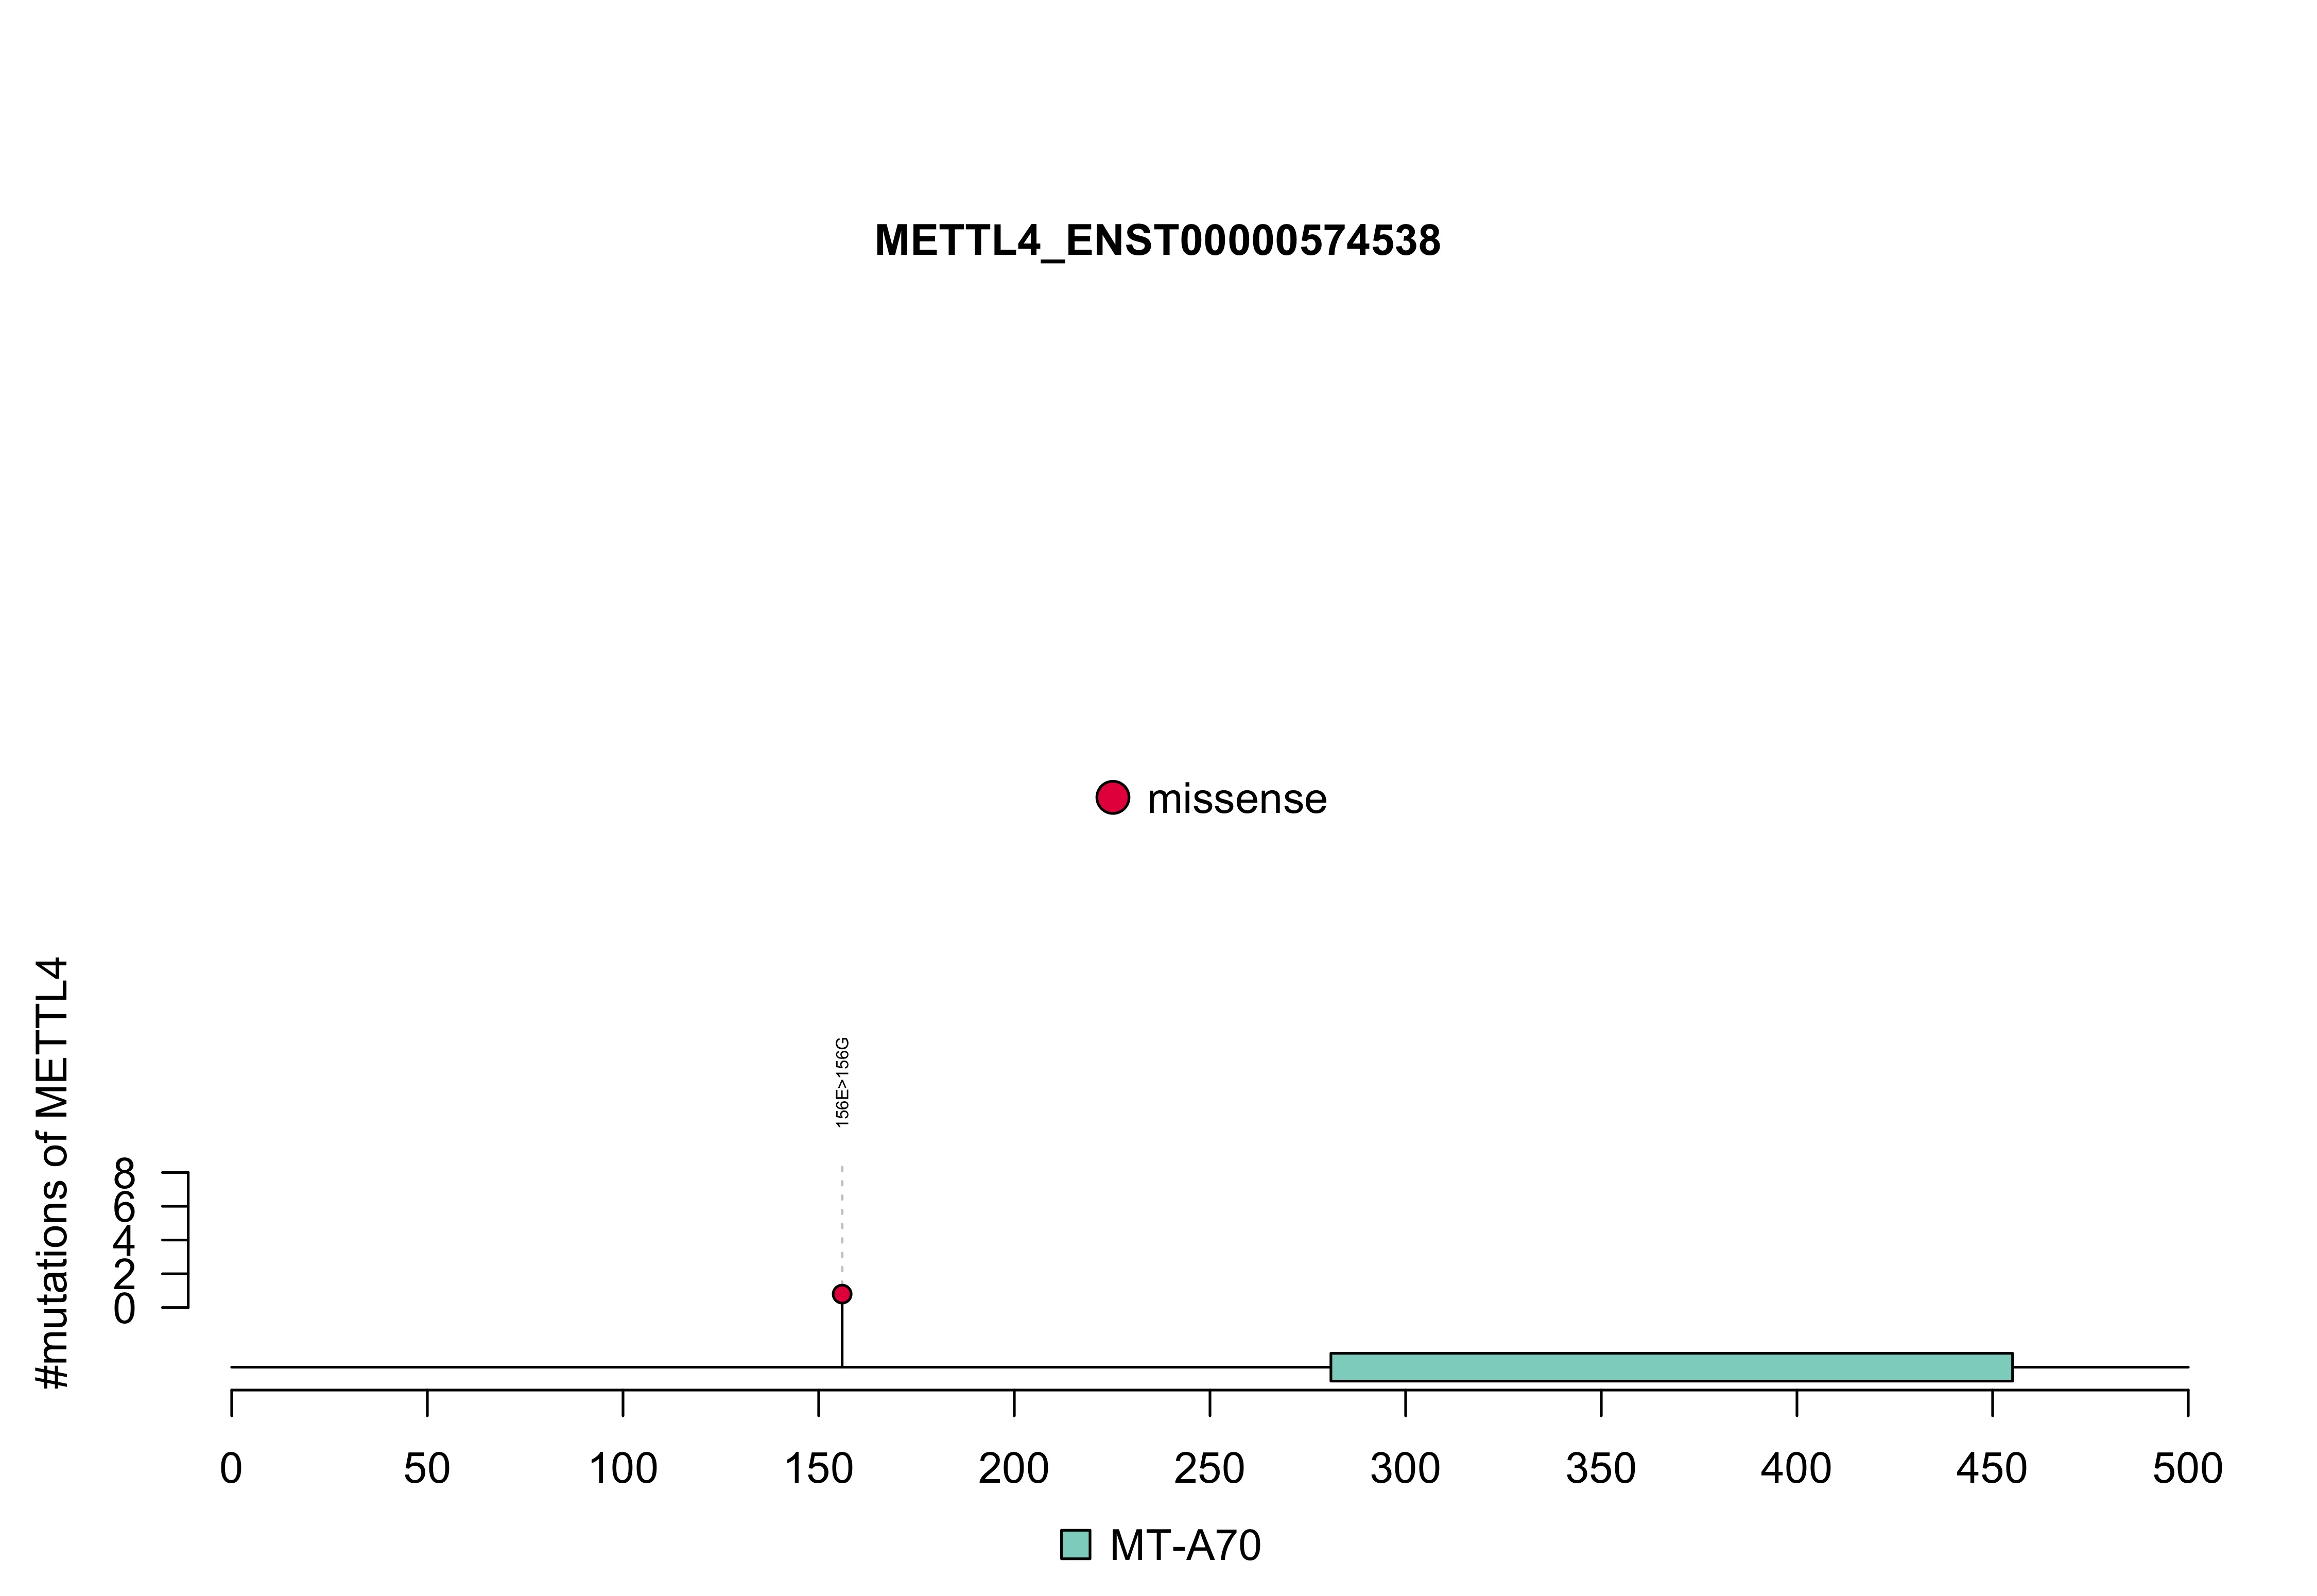 METTL4_ENST00000574538
missense
#mutations of METTL4
156E>156G
8
6
4
2
0
0 50 100 150 200 250 300 350 400 450 500
MT-A70